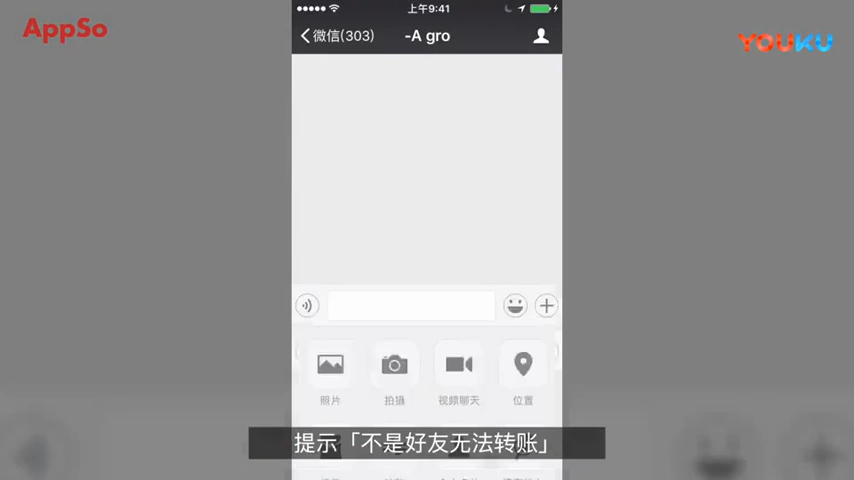 AppSo
YOUKU
上午9:41
微信(303)
-A gro
照片
拍摄
视频聊天
位置
提示「不是好友无法转账」